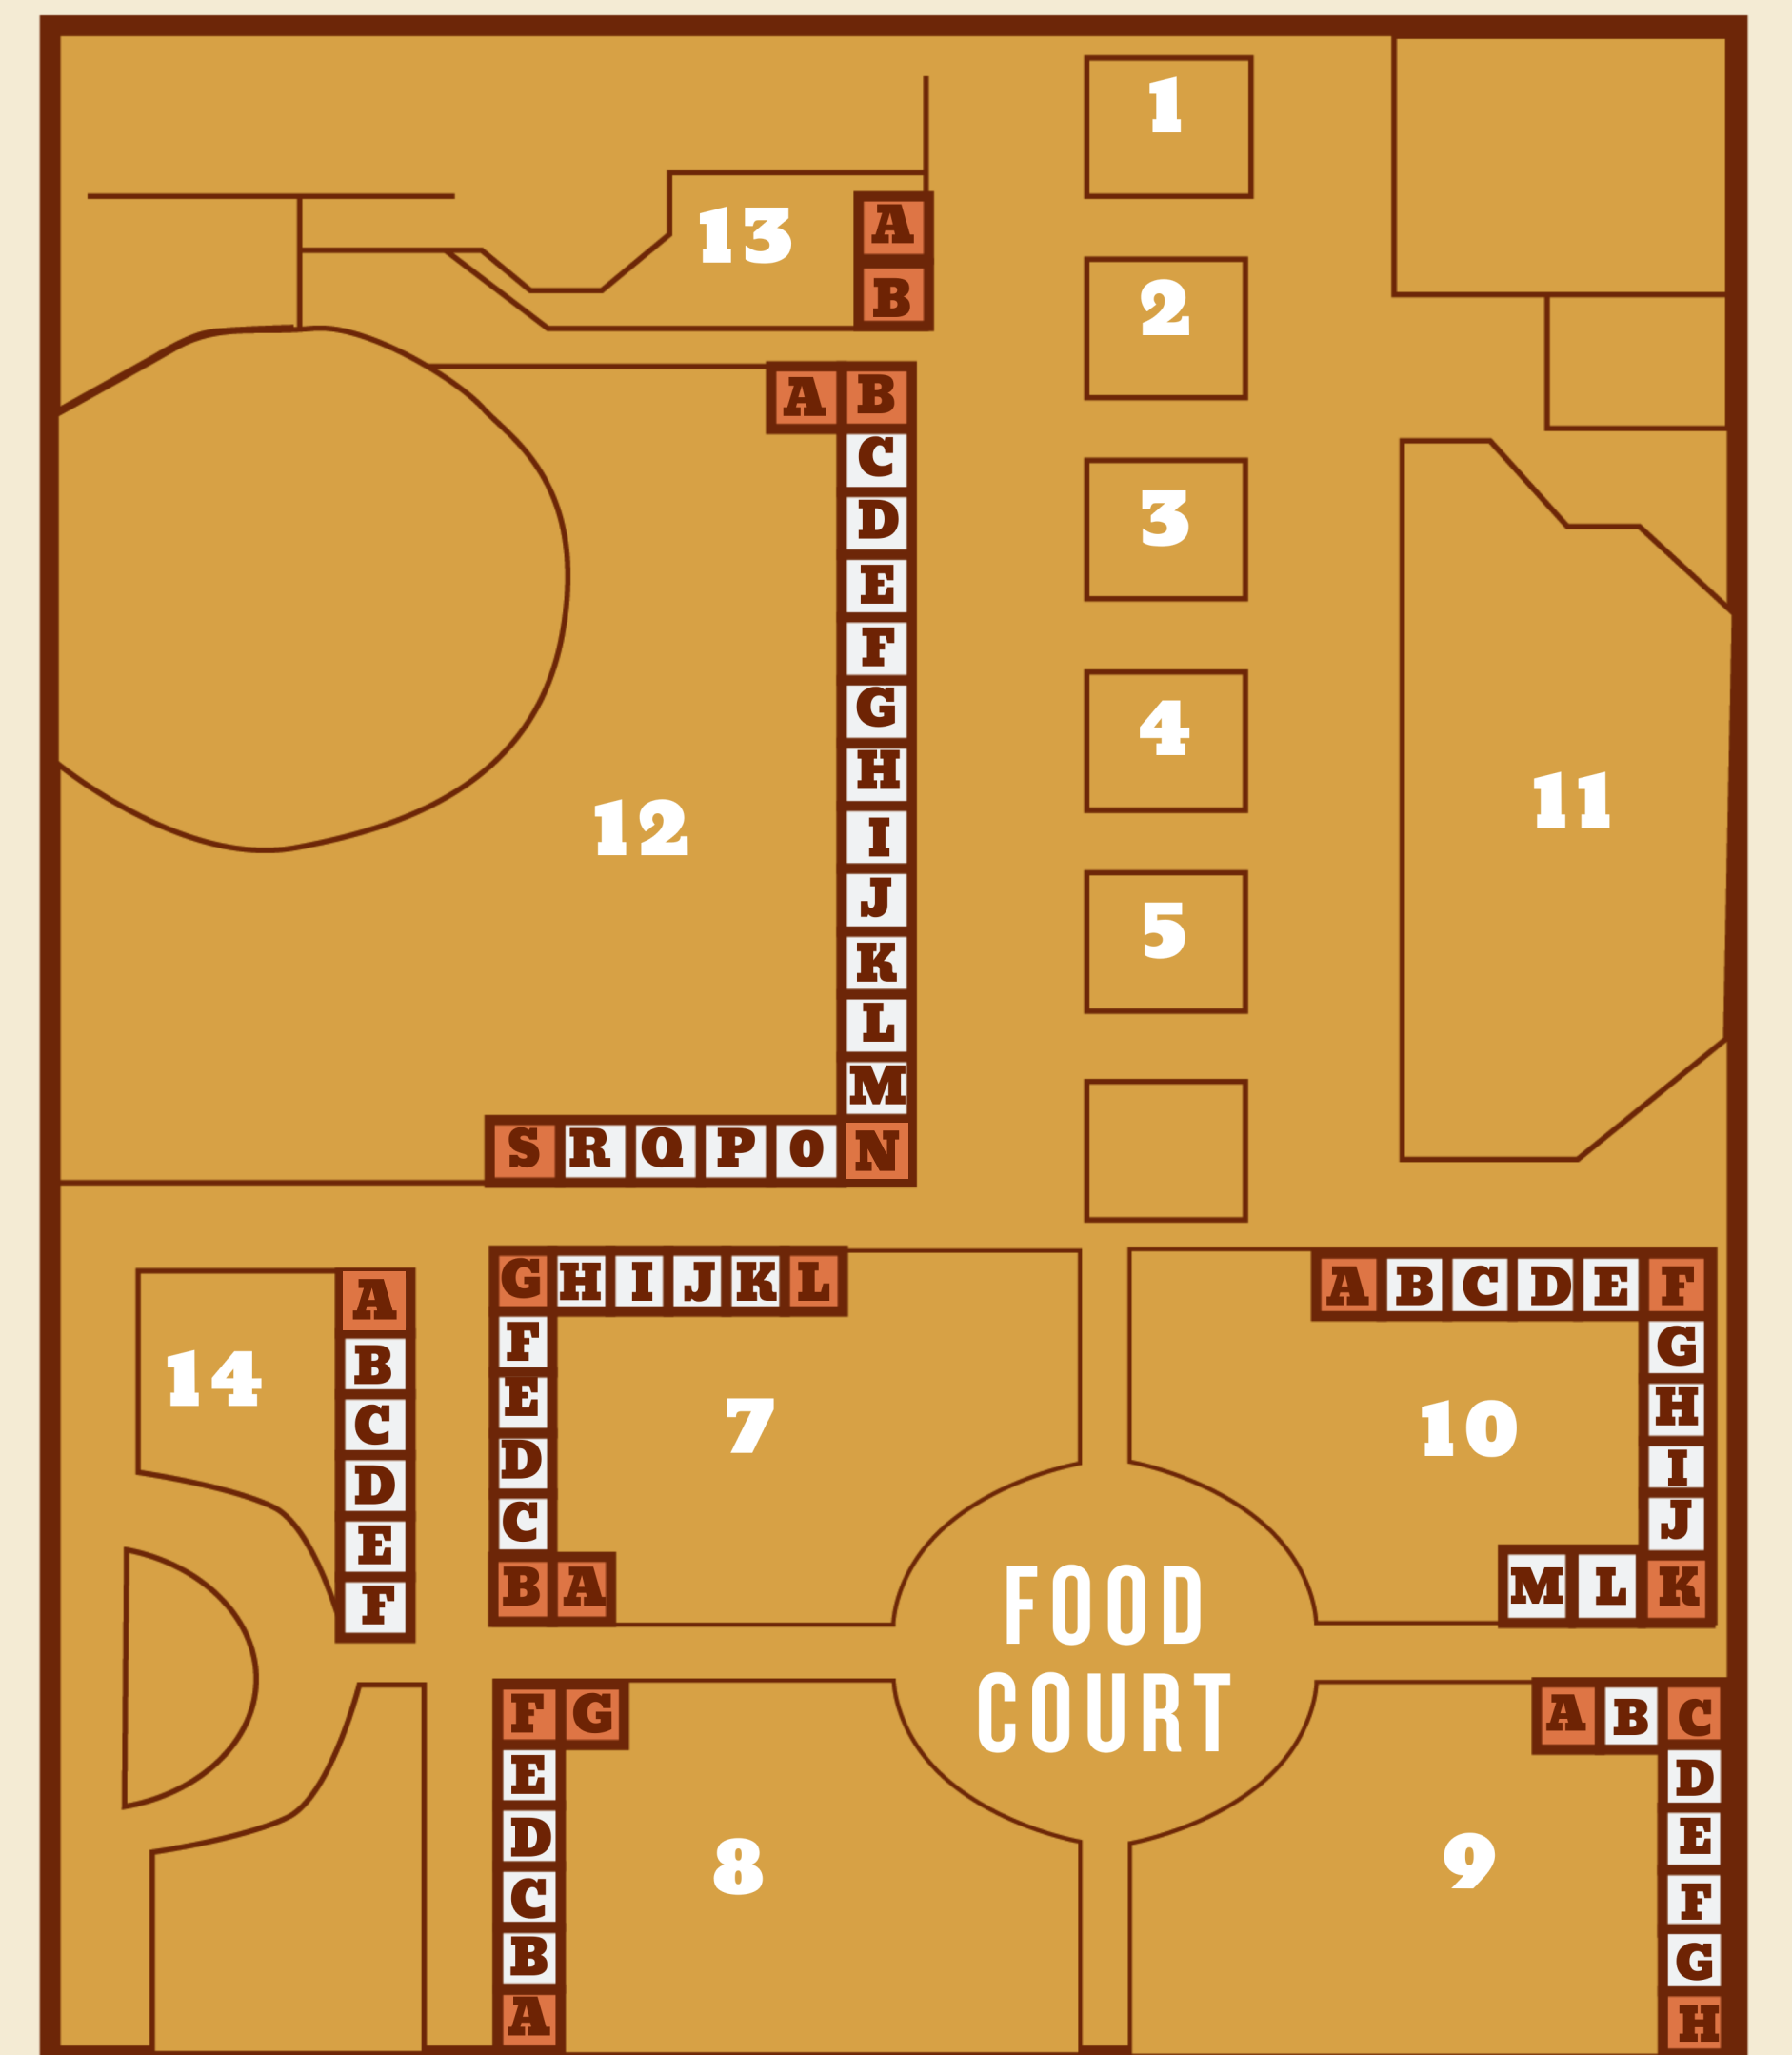 1
13
A
B
2
A B
C
D
E
F
G
H
I
J
K
L
M
S R Q P O N
12
3
4
5
11
14
A
B
C
D
E
F
G H I J K L
F
E
D
C
B A
7
A B C D E F
G
H
I
J
M L K
10
FOOD
COURT
F G
E
D
C
B
A
8
A B C
D
E
F
G
H
9